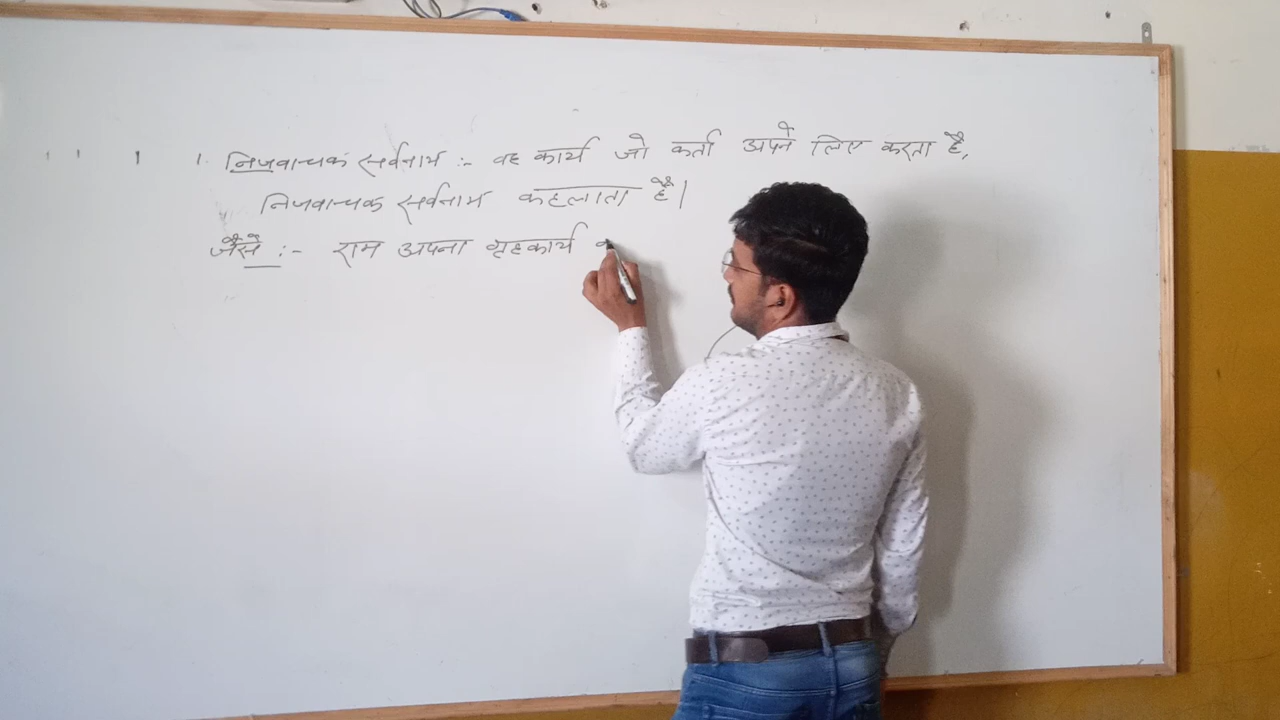 1. निजवाचक सर्वनाम :- वह कार्य जो कर्ता अपने लिए करता है,
निजवाचक सर्वनाम कहलाता है।
जैसे :- राम अपना गृहकार्य